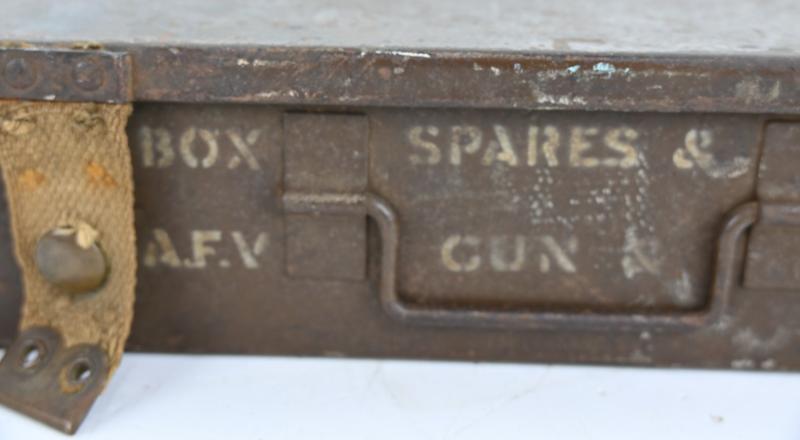 BOX SPARES &
A.F.V GUN &